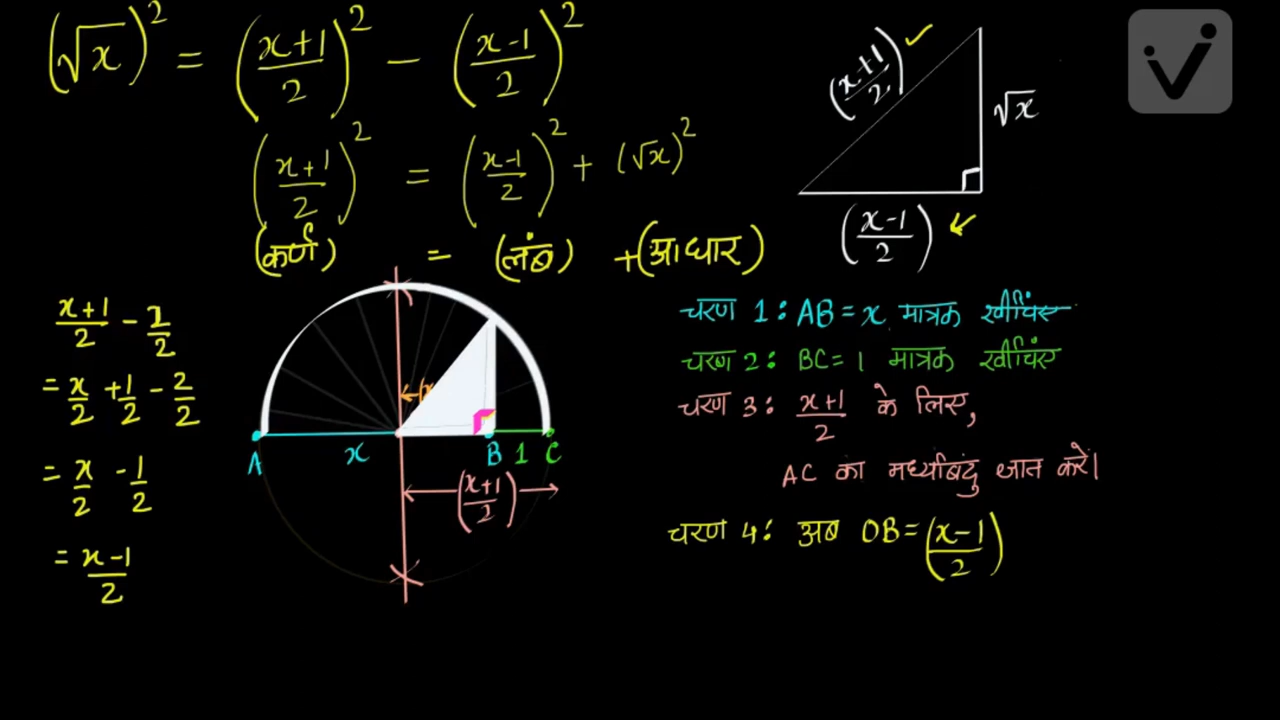 (√x)² = ((x+1)/2)² − ((x-1)/2)²
((x+1)/2)² = ((x-1)/2)² + (√x)²
(कर्ण) = (लंब) + (आधार)
((x+1)/2)
√x
((x-1)/2)
(x+1)/2 − 2/2
= x/2 + 1/2 − 2/2
= x/2 − 1/2
= (x-1)/2
A x B 1 C
((x+1)/2)
चरण 1: AB = x मात्रक खींचिए
चरण 2: BC = 1 मात्रक खींचिए
चरण 3: (x+1)/2 के लिए,
AC का मध्यबिंदु ज्ञात करें।
चरण 4: अब OB = ((x-1)/2)